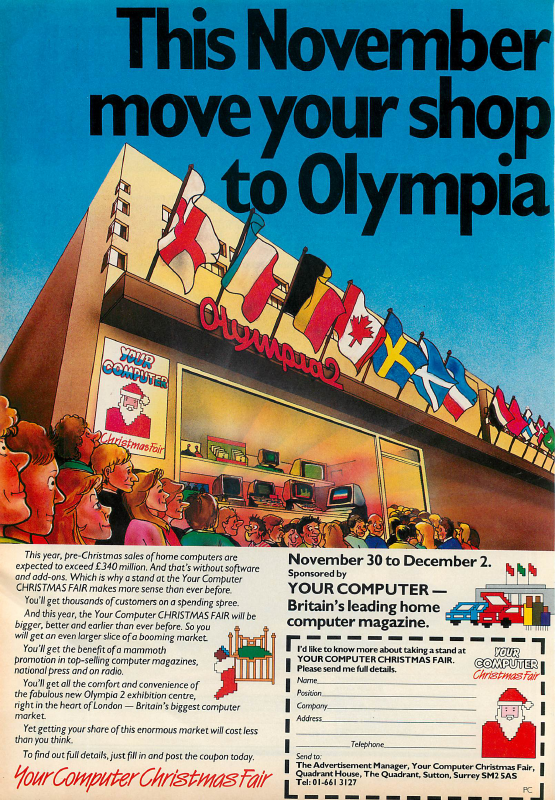 This November
move your shop
to Olympia
Olympia2
YOUR
COMPUTER
Christmas Fair
This year, pre-Christmas sales of home computers are
expected to exceed £340 million. And that's without software
and add-ons. Which is why a stand at the Your Computer
CHRISTMAS FAIR makes more sense than ever before.
You'll get thousands of customers on a spending spree.
And this year, the Your Computer CHRISTMAS FAIR will be
bigger, better and earlier than ever before. So you
will get an even larger slice of a booming market.
You'll get the benefit of a mammoth
promotion in top-selling computer magazines,
national press and on radio.
You'll get all the comfort and convenience of
the fabulous new Olympia 2 exhibition centre,
right in the heart of London — Britain's biggest computer
market.
Yet getting your share of this enormous market will cost less
than you think.
To find out full details, just fill in and post the coupon today.
Your Computer Christmas Fair
November 30 to December 2.
Sponsored by
YOUR COMPUTER —
Britain's leading home
computer magazine.
I'd like to know more about taking a stand at
YOUR COMPUTER CHRISTMAS FAIR.
Please send me full details.
Name
Position
Company
Address
Telephone
YOUR
COMPUTER
Christmas Fair
Send to:
The Advertisement Manager, Your Computer Christmas Fair,
Quadrant House, The Quadrant, Sutton, Surrey SM2 5AS
Tel: 01-661 3127
PC